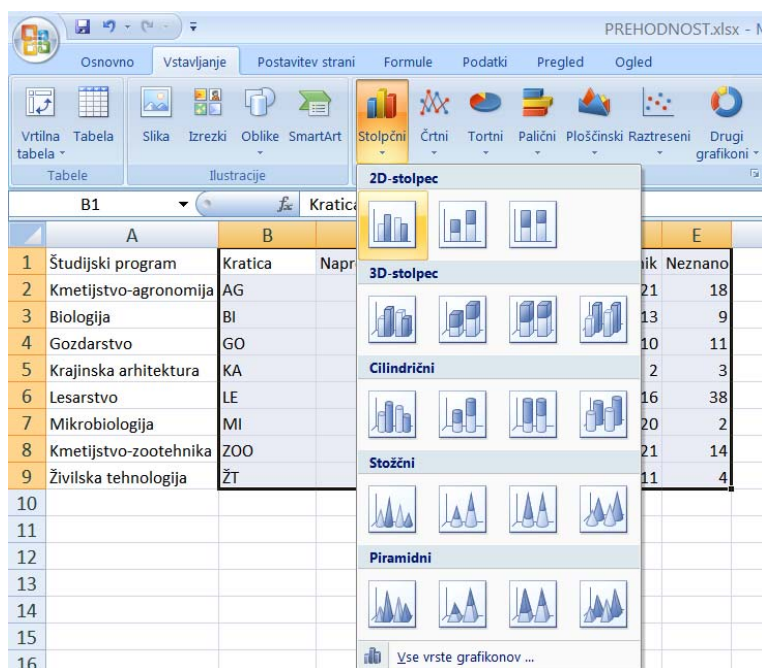 PREHODNOST.xlsx -
Osnovno Vstavljanje Postavitev strani Formule Podatki Pregled Ogled
Vrtilna tabela Tabela Slika Izrezki Oblike SmartArt Stolpčni Črtni Tortni Palični Ploščinski Raztreseni Drugi grafikoni
Tabele Ilustracije
B1 fx Kratica
2D-stolpec
A B E
1 Študijski program Kratica Napr ik Neznano
3D-stolpec
2 Kmetijstvo-agronomija AG 21 18
3 Biologija BI 13 9
4 Gozdarstvo GO 10 11
Cilindrični
5 Krajinska arhitektura KA 2 3
6 Lesarstvo LE 16 38
7 Mikrobiologija MI 20 2
8 Kmetijstvo-zootehnika ZOO 21 14
Stožčni
9 Živilska tehnologija ŽT 11 4
10
11
12
Piramidni
13
14
15
16
Vse vrste grafikonov ...